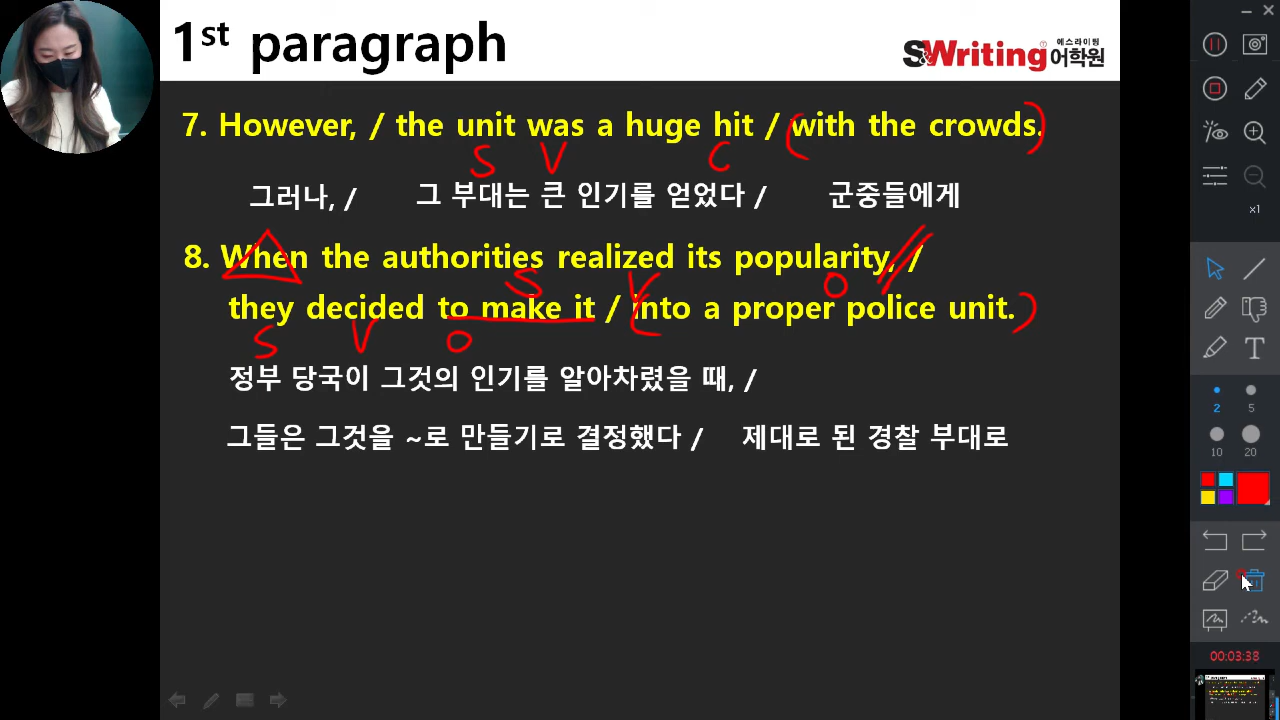 1st paragraph
S&Writing 에스라이팅 어학원
7. However, / the unit was a huge hit / (with the crowds.)
S V C
그러나, / 그 부대는 큰 인기를 얻었다 / 군중들에게
8. When the authorities realized its popularity, /
S V O
they decided to make it / (into a proper police unit.)
S V O
정부 당국이 그것의 인기를 알아차렸을 때, /
그들은 그것을 ~로 만들기로 결정했다 / 제대로 된 경찰 부대로
x1
2 5
10 20
00:03:38